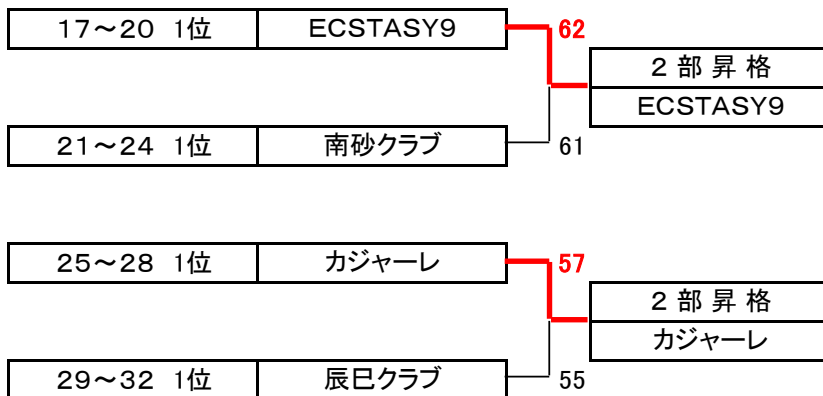 17～20 1位 ECSTASY9 62
2部昇格
ECSTASY9
21～24 1位 南砂クラブ 61
25～28 1位 カジャーレ 57
2部昇格
カジャーレ
29～32 1位 辰巳クラブ 55